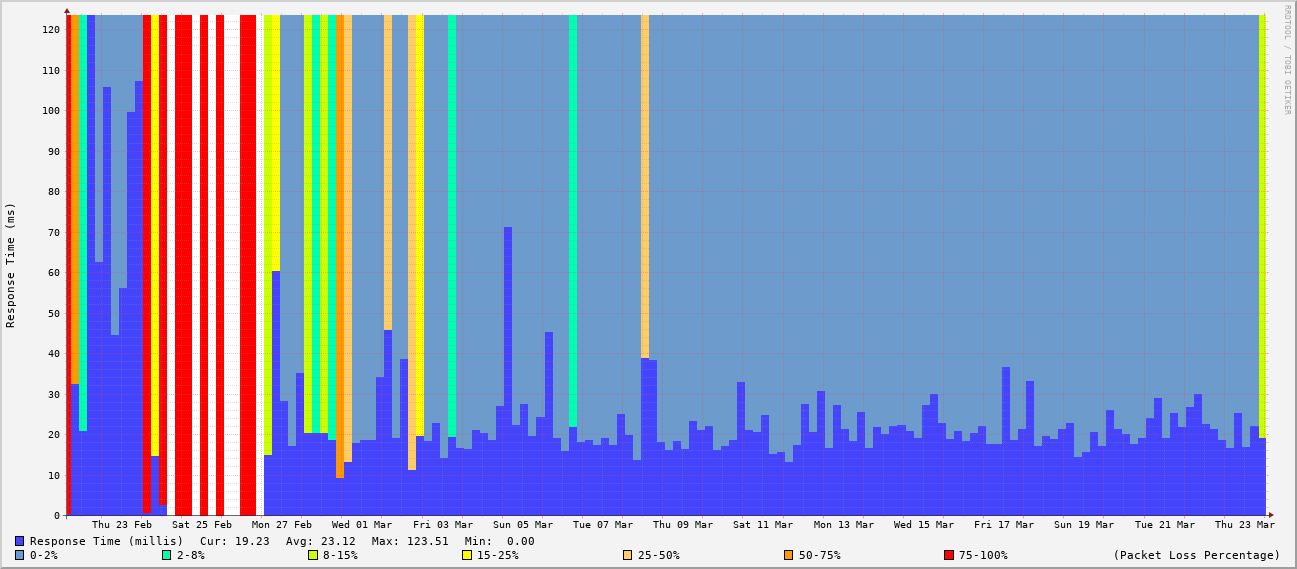 RRDTOOL / TOBI OETIKER
Response Time (ms)
120
110
100
90
80
70
60
50
40
30
20
10
0
Thu 23 Feb Sat 25 Feb Mon 27 Feb Wed 01 Mar Fri 03 Mar Sun 05 Mar Tue 07 Mar Thu 09 Mar Sat 11 Mar Mon 13 Mar Wed 15 Mar Fri 17 Mar Sun 19 Mar Tue 21 Mar Thu 23 Mar
Response Time (millis) Cur: 19.23 Avg: 23.12 Max: 123.51 Min: 0.00
0-2% 2-8% 8-15% 15-25% 25-50% 50-75% 75-100% (Packet Loss Percentage)